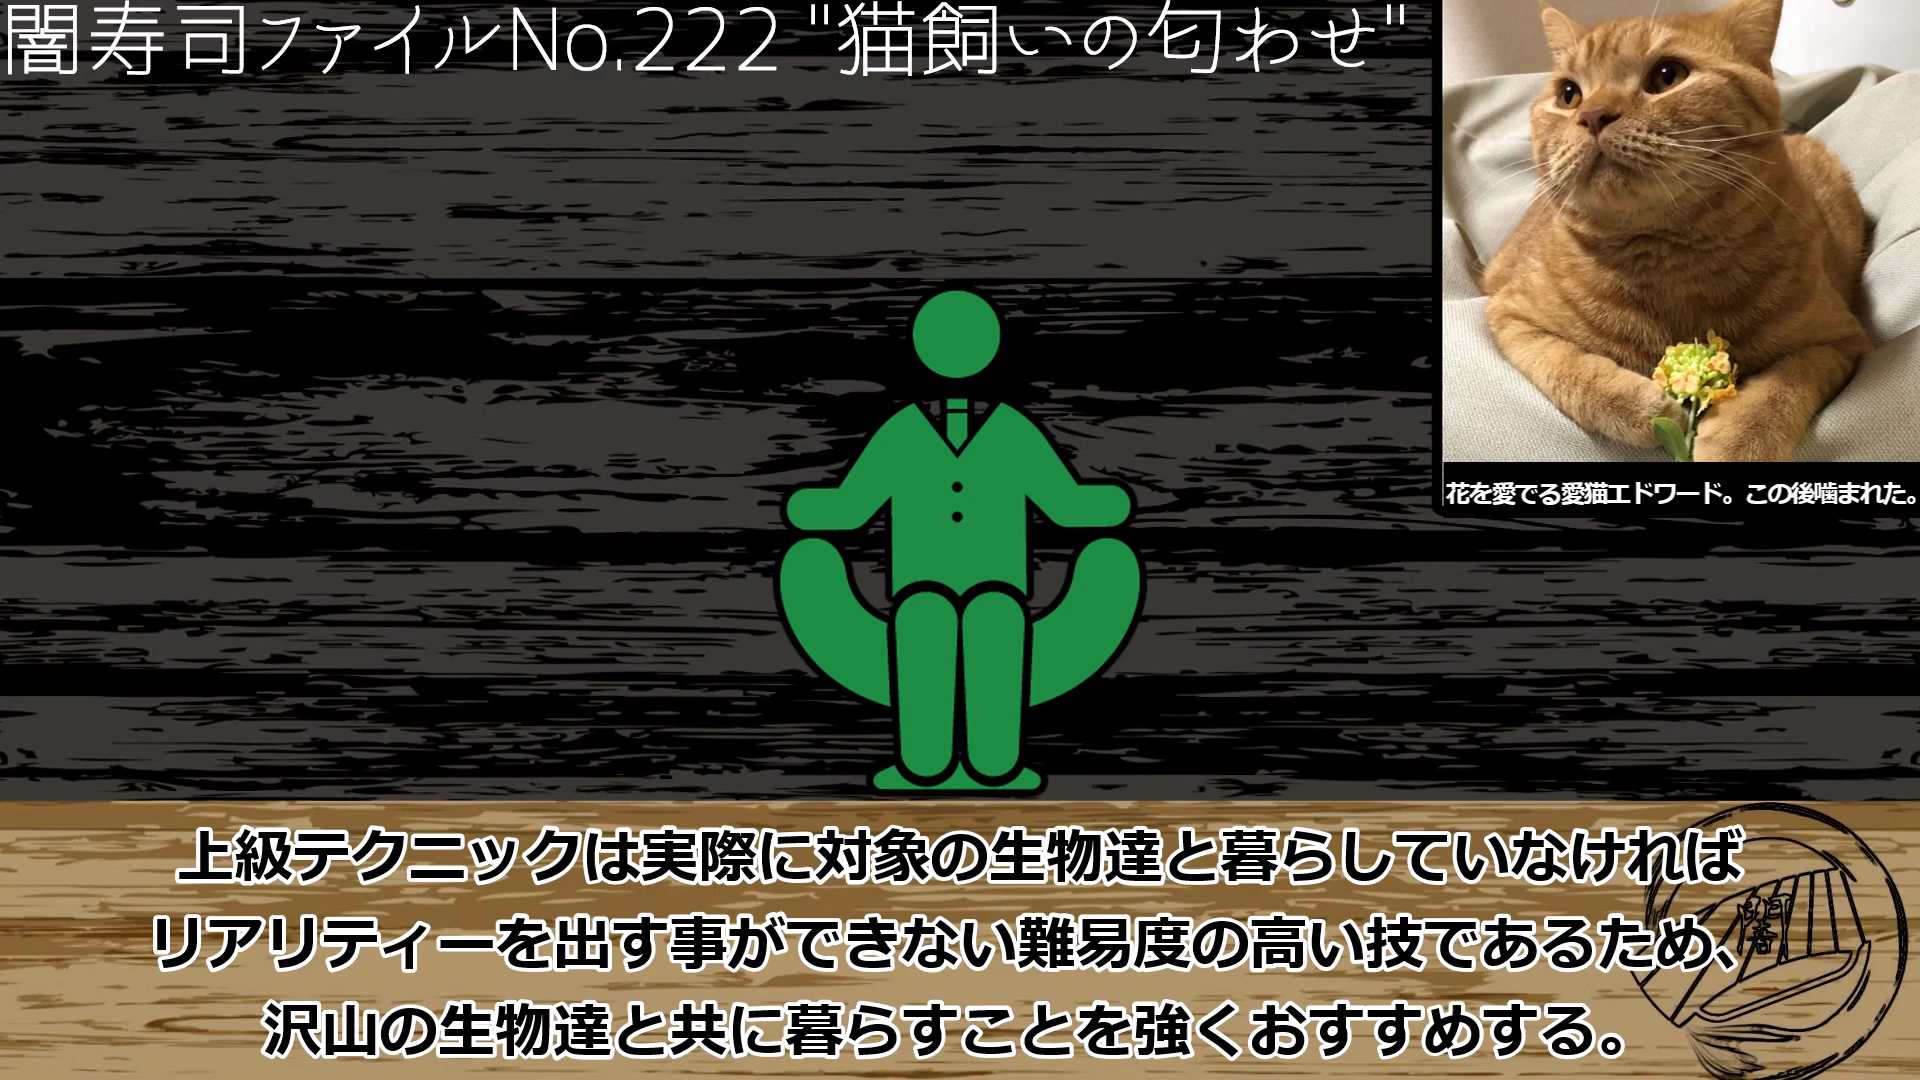 闇寿司ファイルNo.222 "猫飼いの匂わせ"
花を愛でる愛猫エドワード。この後噛まれた。
上級テクニックは実際に対象の生物達と暮らしていなければ
リアリティーを出す事ができない難易度の高い技であるため、
沢山の生物達と共に暮らすことを強くおすすめする。